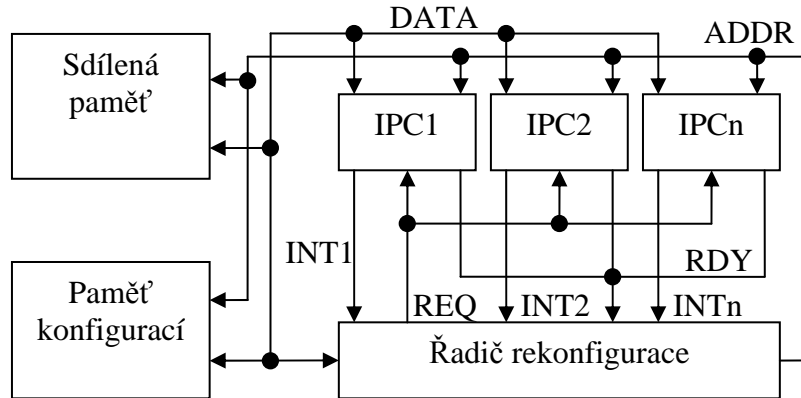 DATA
ADDR
Sdílená
paměť
IPC1
IPC2
IPCn
INT1
RDY
Paměť
konfigurací
REQ
INT2
INTn
Řadič rekonfigurace